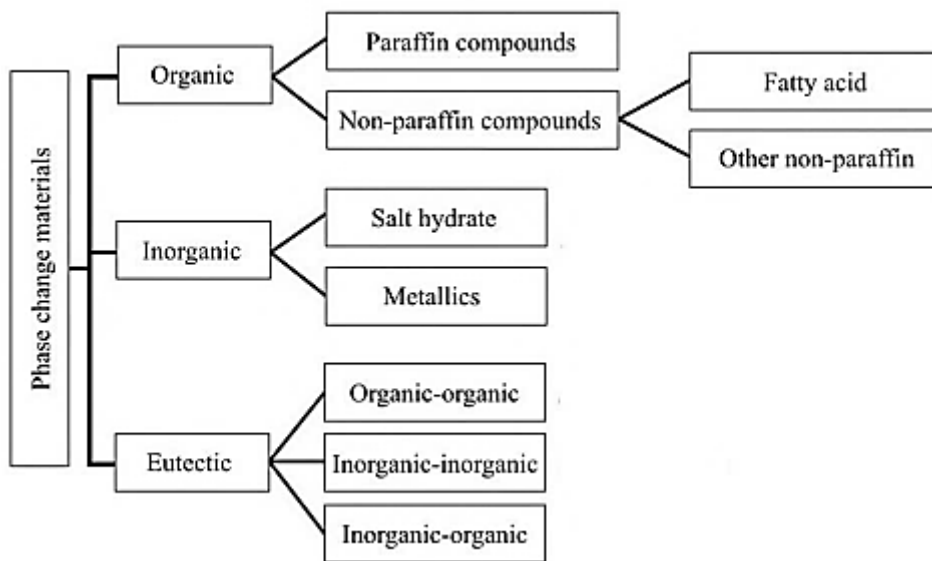 Phase change materials
Organic
Paraffin compounds
Non-paraffin compounds
Fatty acid
Other non-paraffin
Inorganic
Salt hydrate
Metallics
Eutectic
Organic-organic
Inorganic-inorganic
Inorganic-organic